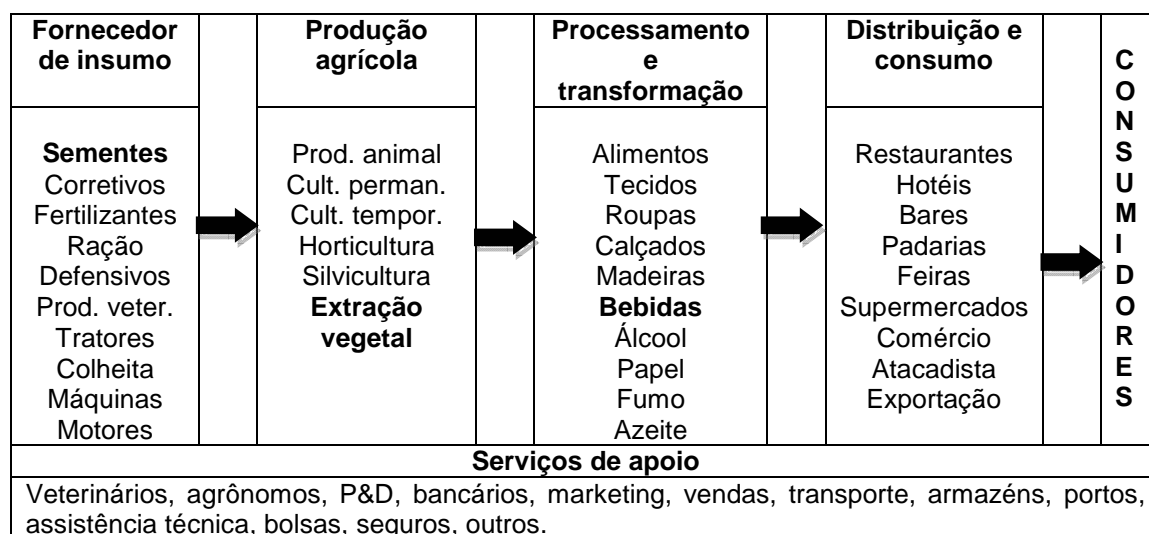 Fornecedor
de insumo
Sementes
Corretivos
Fertilizantes
Ração
Defensivos
Prod. veter.
Tratores
Colheita
Máquinas
Motores
Produção
agrícola
Prod. animal
Cult. perman.
Cult. tempor.
Horticultura
Silvicultura
Extração
vegetal
Processamento
e
transformação
Alimentos
Tecidos
Roupas
Calçados
Madeiras
Bebidas
Álcool
Papel
Fumo
Azeite
Distribuição e
consumo
Restaurantes
Hotéis
Bares
Padarias
Feiras
Supermercados
Comércio
Atacadista
Exportação
C
O
N
S
U
M
I
D
O
R
E
S
Serviços de apoio
Veterinários, agrônomos, P&D, bancários, marketing, vendas, transporte, armazéns, portos,
assistência técnica, bolsas, seguros, outros.